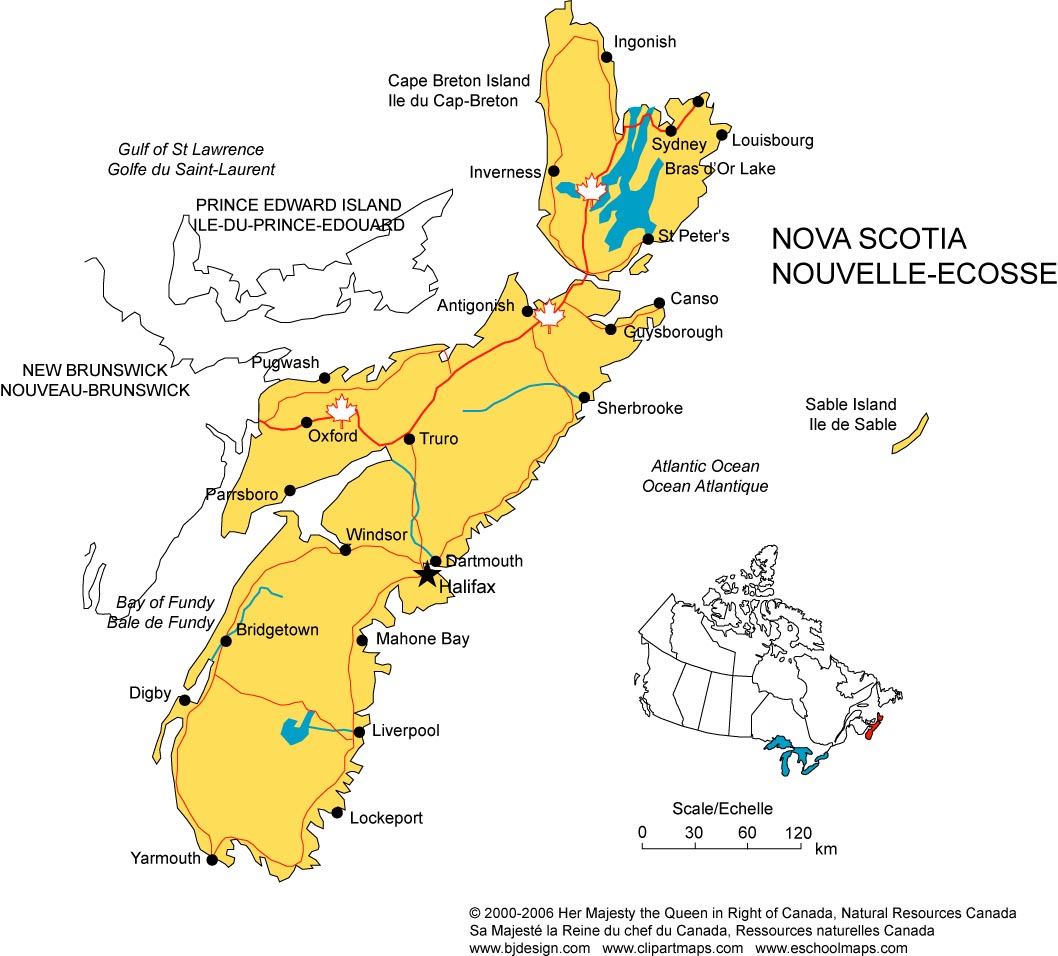 Ingonish
Cape Breton Island
Ile du Cap-Breton
Sydney
Louisbourg
Gulf of St Lawrence
Golfe du Saint-Laurent
Inverness
Bras d'Or Lake
PRINCE EDWARD ISLAND
ILE-DU-PRINCE-EDOUARD
St Peter's
NOVA SCOTIA
NOUVELLE-ECOSSE
Antigonish
Canso
Guysborough
Pugwash
NEW BRUNSWICK
NOUVEAU-BRUNSWICK
Sherbrooke
Sable Island
Ile de Sable
Oxford
Truro
Atlantic Ocean
Ocean Atlantique
Parrsboro
Windsor
Dartmouth
Halifax
Bay of Fundy
Bale de Fundy
Bridgetown
Mahone Bay
Digby
Liverpool
Lockeport
Yarmouth
Scale/Echelle
0 30 60 120
km
© 2000-2006 Her Majesty the Queen in Right of Canada, Natural Resources Canada
Sa Majesté la Reine du chef du Canada, Ressources naturelles Canada
www.bjdesign.com www.clipartmaps.com www.eschoolmaps.com